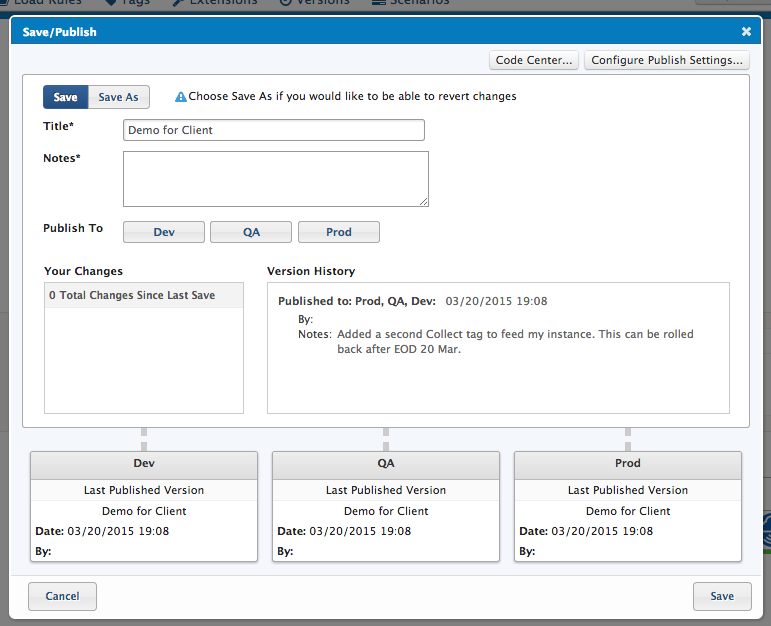 Load Rules Tags Extensions Versions Scenarios
Save/Publish
Code Center... Configure Publish Settings...
Save Save As Choose Save As if you would like to be able to revert changes
Title* Demo for Client
Notes*
Publish To Dev QA Prod
Your Changes Version History
0 Total Changes Since Last Save
Published to: Prod, QA, Dev: 03/20/2015 19:08
By:
Notes: Added a second Collect tag to feed my instance. This can be rolled
back after EOD 20 Mar.
Dev QA Prod
Last Published Version Last Published Version Last Published Version
Demo for Client Demo for Client Demo for Client
Date: 03/20/2015 19:08 Date: 03/20/2015 19:08 Date: 03/20/2015 19:08
By: By: By:
Cancel Save